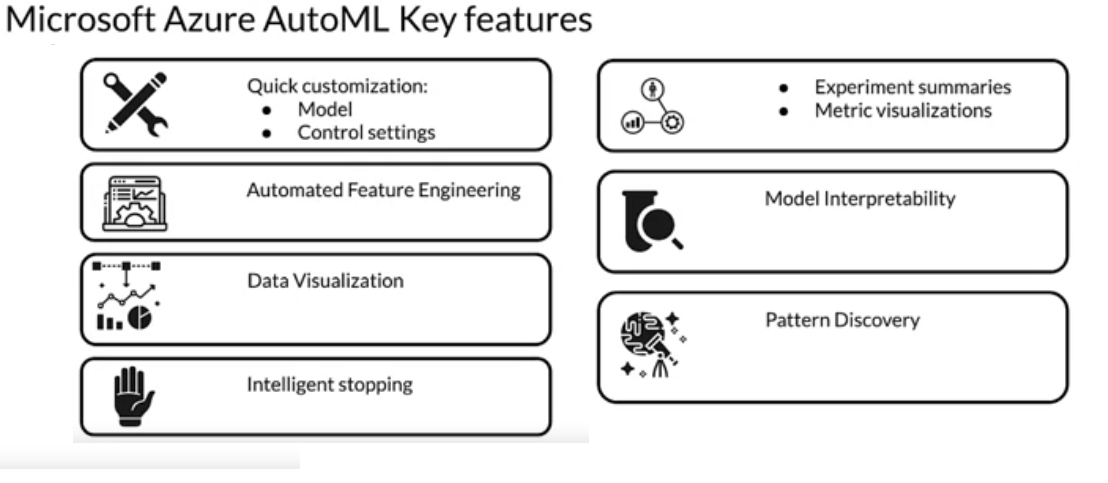 Microsoft Azure AutoML Key features
Quick customization:
• Model
• Control settings
Automated Feature Engineering
Data Visualization
Intelligent stopping
• Experiment summaries
• Metric visualizations
Model Interpretability
Pattern Discovery